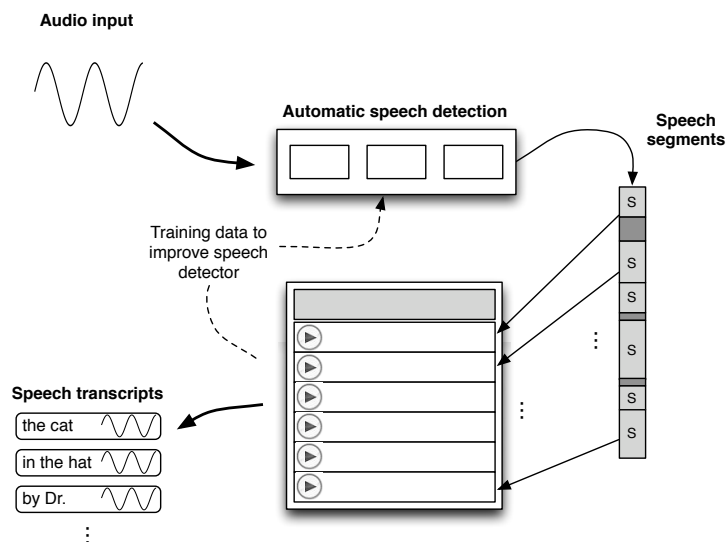 Audio input
Automatic speech detection
Speech
segments
S
S
S
S
S
S
Training data to
improve speech
detector
Speech transcripts
the cat
in the hat
by Dr.